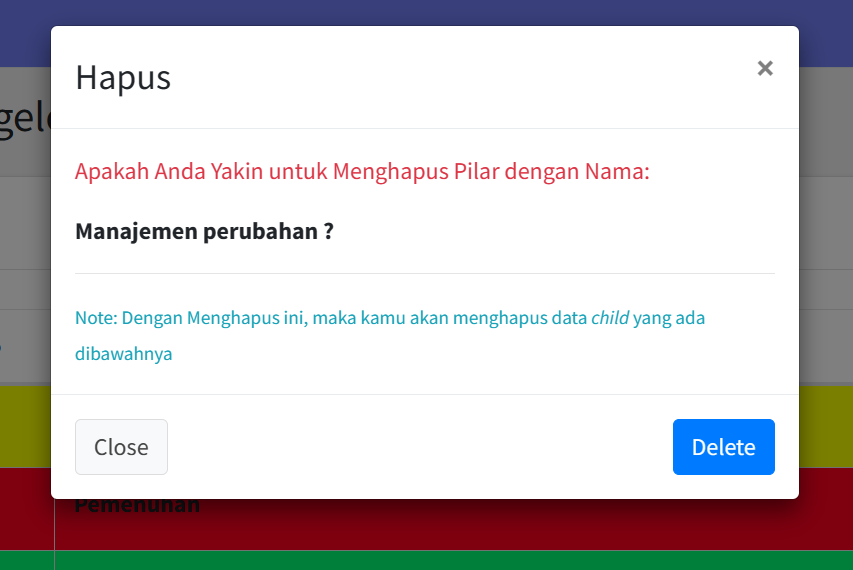 Hapus
×
Apakah Anda Yakin untuk Menghapus Pilar dengan Nama:
Manajemen perubahan ?
Note: Dengan Menghapus ini, maka kamu akan menghapus data child yang ada
dibawahnya
Close
Delete
Pemenuhan